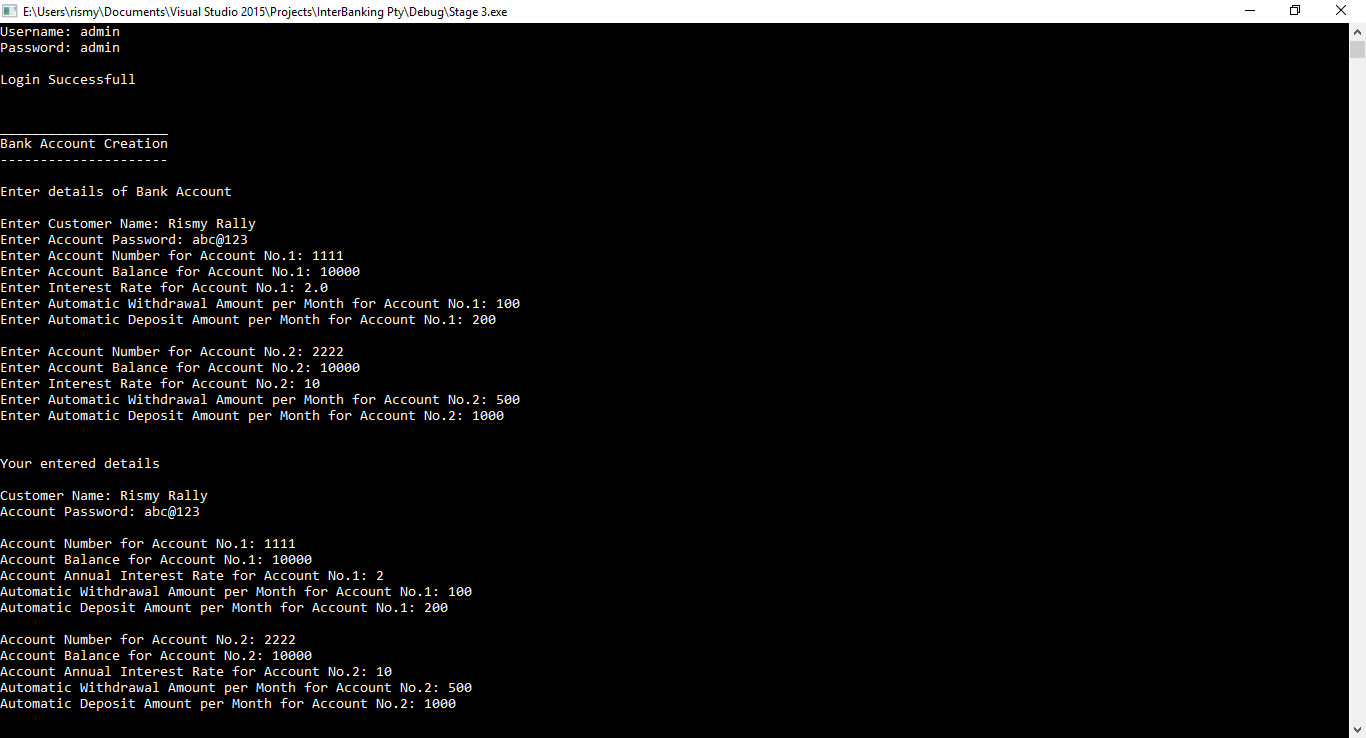 E:\Users\rismy\Documents\Visual Studio 2015\Projects\InterBanking Pty\Debug\Stage 3.exe
Username: admin
Password: admin
Login Successfull
_____________________
Bank Account Creation
---------------------
Enter details of Bank Account
Enter Customer Name: Rismy Rally
Enter Account Password: abc@123
Enter Account Number for Account No.1: 1111
Enter Account Balance for Account No.1: 10000
Enter Interest Rate for Account No.1: 2.0
Enter Automatic Withdrawal Amount per Month for Account No.1: 100
Enter Automatic Deposit Amount per Month for Account No.1: 200
Enter Account Number for Account No.2: 2222
Enter Account Balance for Account No.2: 10000
Enter Interest Rate for Account No.2: 10
Enter Automatic Withdrawal Amount per Month for Account No.2: 500
Enter Automatic Deposit Amount per Month for Account No.2: 1000
Your entered details
Customer Name: Rismy Rally
Account Password: abc@123
Account Number for Account No.1: 1111
Account Balance for Account No.1: 10000
Account Annual Interest Rate for Account No.1: 2
Automatic Withdrawal Amount per Month for Account No.1: 100
Automatic Deposit Amount per Month for Account No.1: 200
Account Number for Account No.2: 2222
Account Balance for Account No.2: 10000
Account Annual Interest Rate for Account No.2: 10
Automatic Withdrawal Amount per Month for Account No.2: 500
Automatic Deposit Amount per Month for Account No.2: 1000